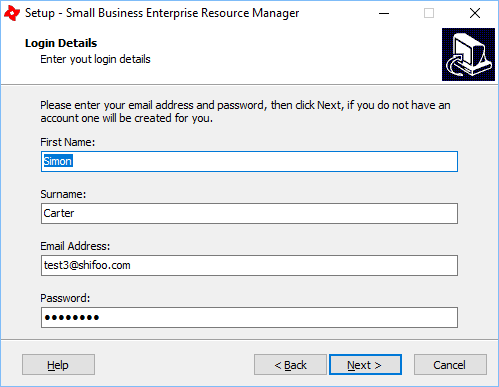 Setup - Small Business Enterprise Resource Manager
Login Details
Enter yout login details
Please enter your email address and password, then click Next, if you do not have an
account one will be created for you.
First Name:
Simon
Surname:
Carter
Email Address:
test3@shifoo.com
Password:
●●●●●●●●
Help
< Back
Next >
Cancel